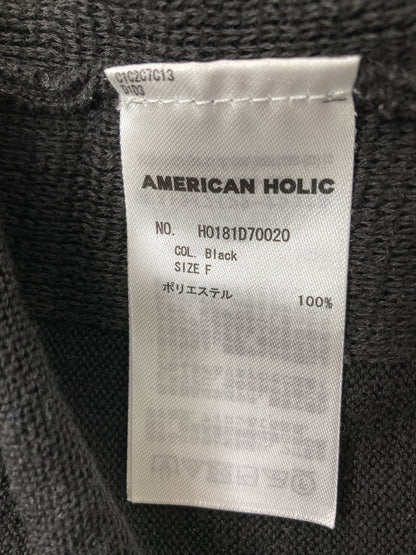 C1C2C7C13
D1D3
AMERICAN HOLIC
NO. H0181D70020
COL. Black
SIZE F
ポリエステル 100%